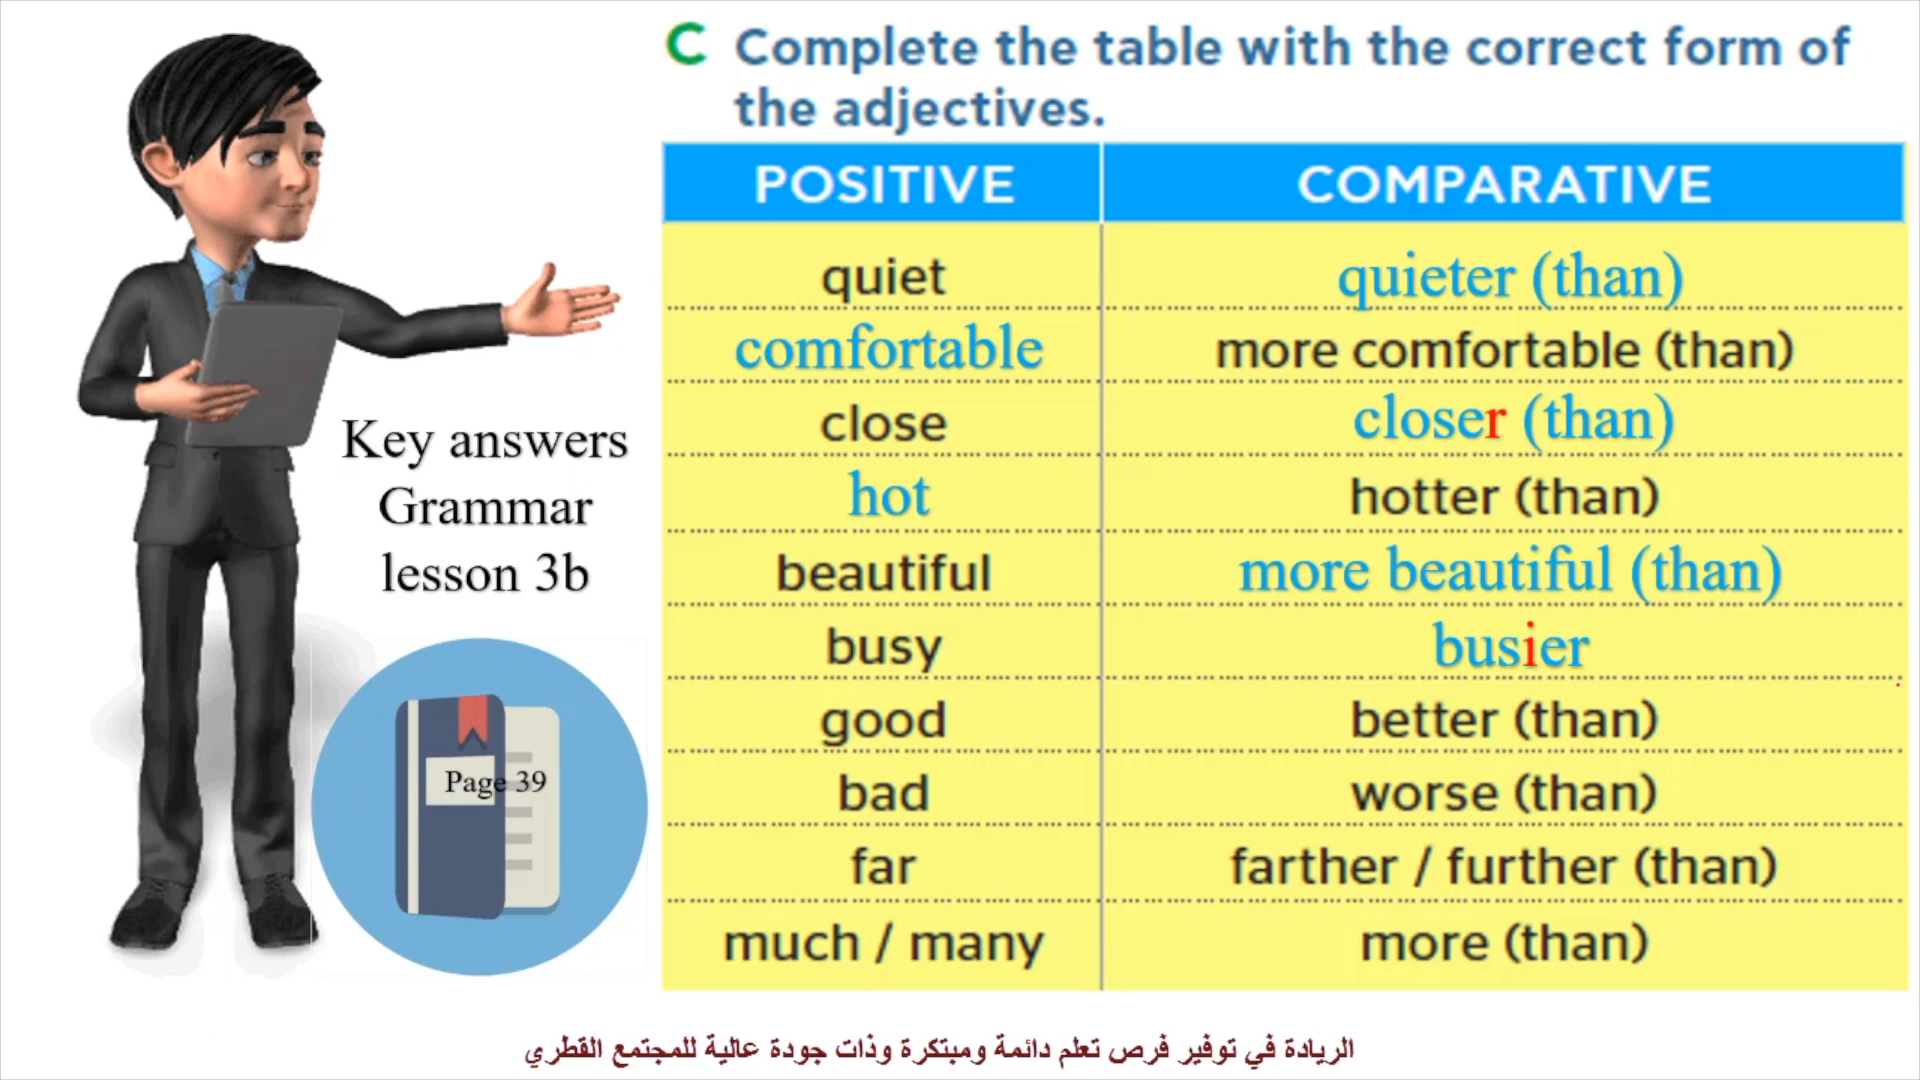 C Complete the table with the correct form of
the adjectives.
POSITIVE COMPARATIVE
quiet quieter (than)
comfortable more comfortable (than)
close closer (than)
hot hotter (than)
beautiful more beautiful (than)
busy busier
good better (than)
bad worse (than)
far farther / further (than)
much / many more (than)
Key answers
Grammar
lesson 3b
Page 39
الريادة في توفير فرص تعلم دائمة ومبتكرة وذات جودة عالية للمجتمع القطري